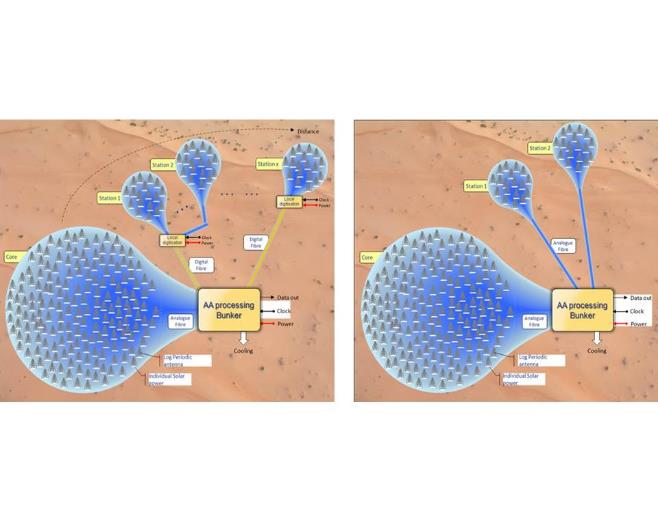 Distance
Station 2
Station x
Station 1
Local
digitisation
Clock
Power
Local
digitisation
Clock
Power
Digital
Fibre
Digital
Fibre
Core
AA processing
Bunker
Analogue
Fibre
Data out
Clock
Power
Cooling
Log Periodic
antenna
Individual Solar
power
Station 2
Station 1
Analogue
Fibre
Core
AA processing
Bunker
Analogue
Fibre
Data out
Clock
Power
Cooling
Log Periodic
antenna
Individual Solar
power